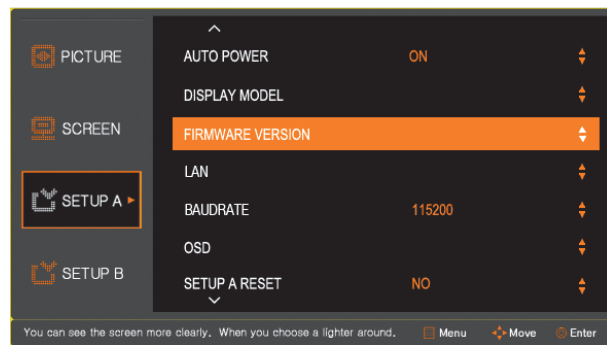 PICTURE
SCREEN
SETUP A
SETUP B
AUTO POWER ON
DISPLAY MODEL
FIRMWARE VERSION
LAN
BAUDRATE 115200
OSD
SETUP A RESET NO
You can see the screen more clearly. When you choose a lighter around. Menu Move Enter